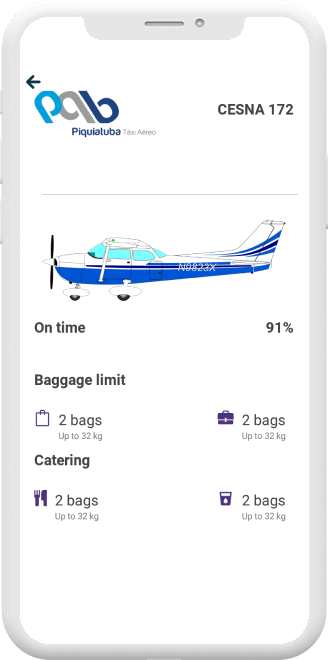 CESNA 172
Piquiatuba Táxi Aéreo
N9823X
On time 91%
Baggage limit
2 bags 2 bags
Up to 32 kg Up to 32 kg
Catering
2 bags 2 bags
Up to 32 kg Up to 32 kg